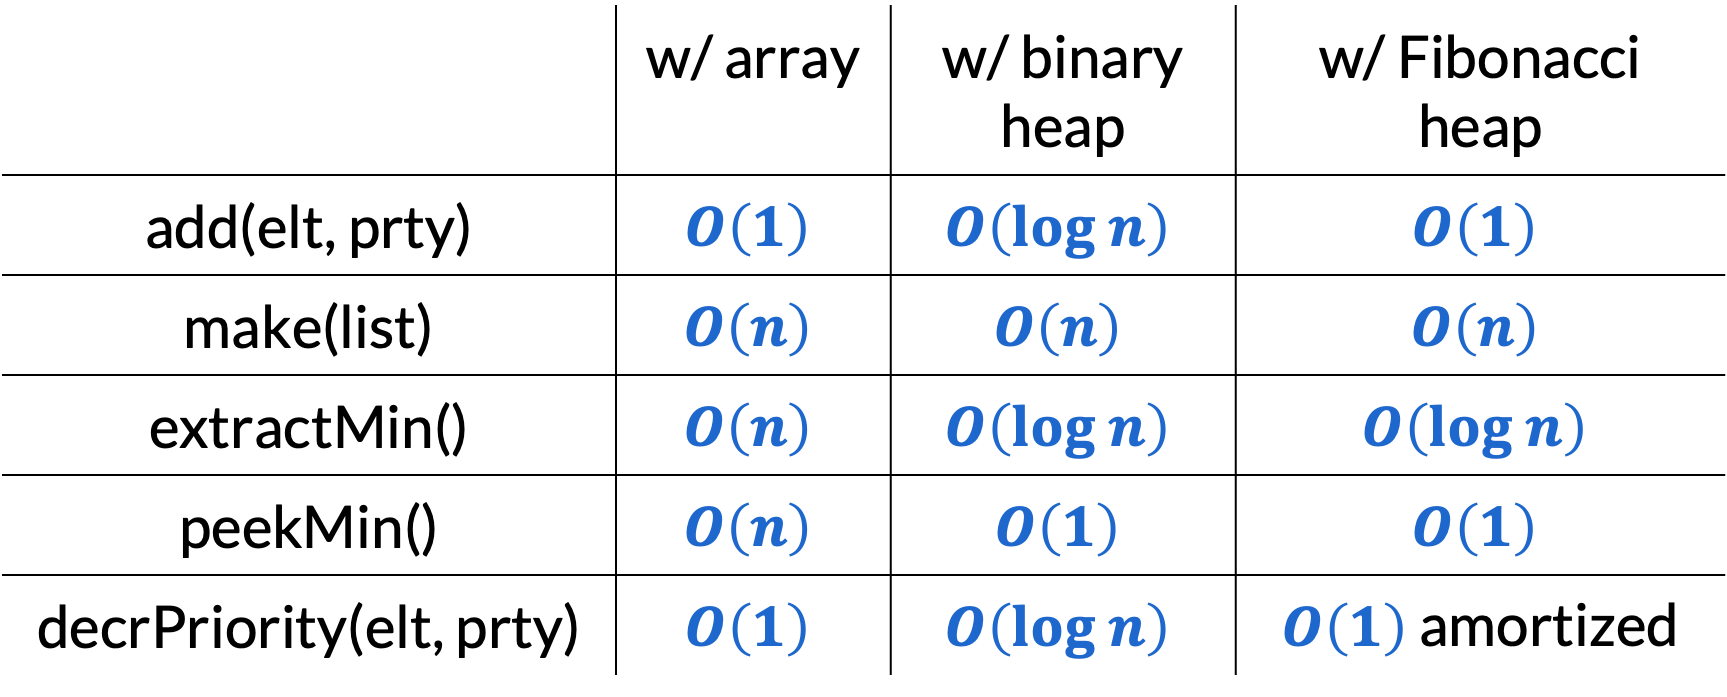 w/ array w/ binary heap w/ Fibonacci heap
add(elt, prty) O(1) O(log n) O(1)
make(list) O(n) O(n) O(n)
extractMin() O(n) O(log n) O(log n)
peekMin() O(n) O(1) O(1)
decrPriority(elt, prty) O(1) O(log n) O(1) amortized